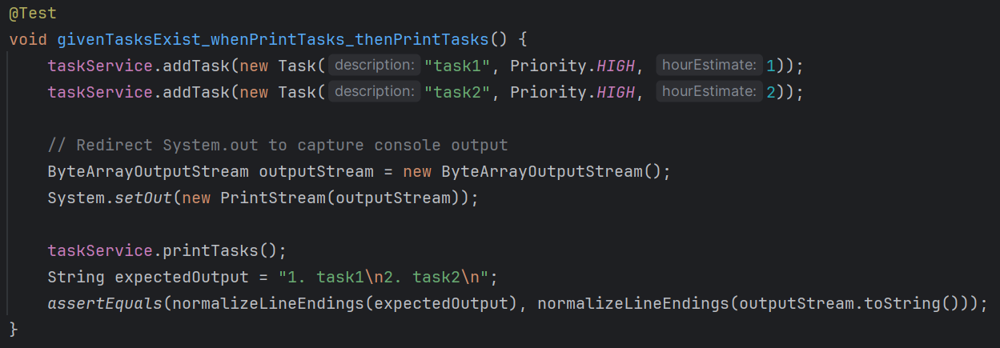 @Test
void givenTasksExist_whenPrintTasks_thenPrintTasks() {
    taskService.addTask(new Task( description: "task1", Priority.HIGH, hourEstimate: 1));
    taskService.addTask(new Task( description: "task2", Priority.HIGH, hourEstimate: 2));

    // Redirect System.out to capture console output
    ByteArrayOutputStream outputStream = new ByteArrayOutputStream();
    System.setOut(new PrintStream(outputStream));

    taskService.printTasks();
    String expectedOutput = "1. task1\n2. task2\n";
    assertEquals(normalizeLineEndings(expectedOutput), normalizeLineEndings(outputStream.toString()));
}